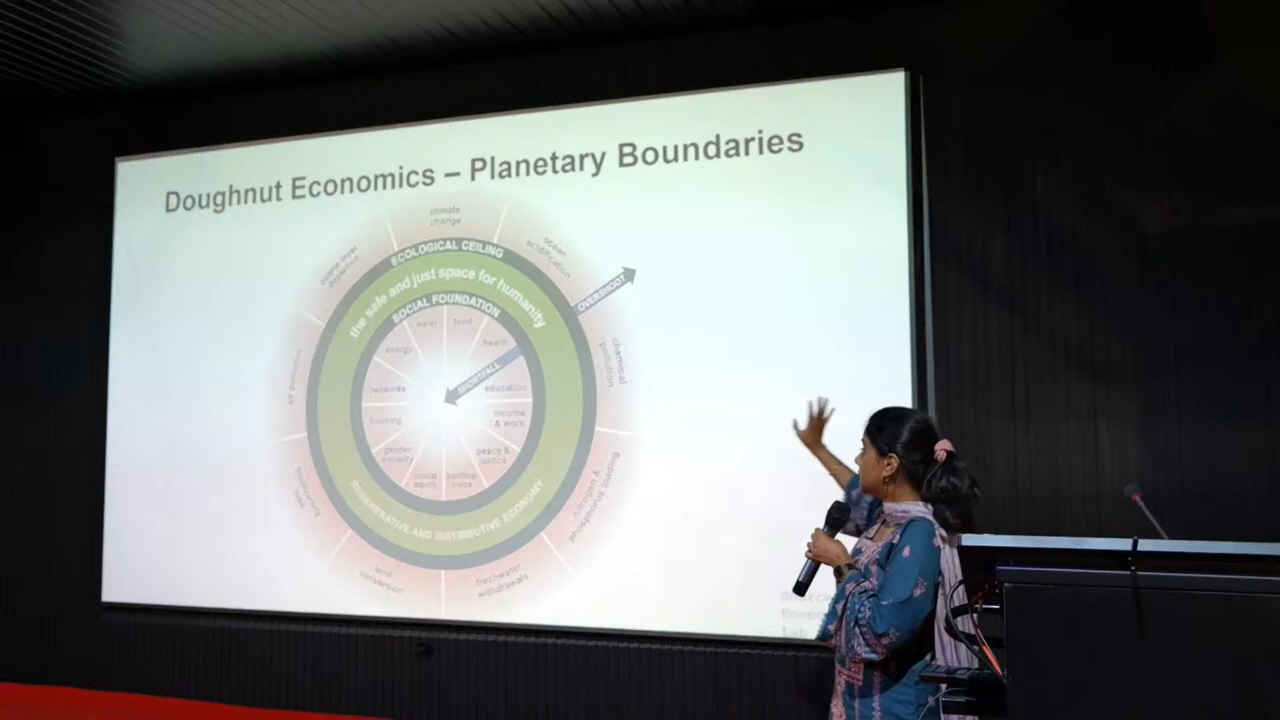 Doughnut Economics – Planetary Boundaries
climate
change
ocean
acidification
chemical
pollution
nitrogen &
phosphorus loading
freshwater
withdrawals
land
conversion
biodiversity
loss
air pollution
ozone layer
depletion
ECOLOGICAL CEILING
the safe and just space for humanity
SOCIAL FOUNDATION
OVERSHOOT
SHORTFALL
water
food
health
education
income
& work
peace &
justice
political
voice
social
equity
gender
equality
housing
networks
energy
REGENERATIVE AND DISTRIBUTIVE ECONOMY
Lab